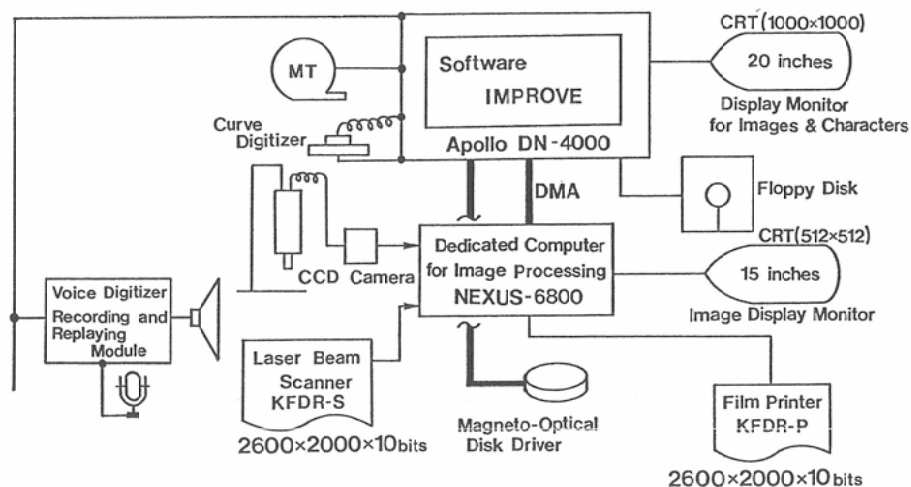 CRT(1000×1000)
20 inches
Display Monitor
for Images & Characters
MT
Software
IMPROVE
Apollo DN-4000
Curve
Digitizer
DMA
Floppy Disk
CCD Camera
Dedicated Computer
for Image Processing
NEXUS-6800
CRT(512×512)
15 inches
Image Display Monitor
Voice Digitizer
Recording and
Replaying
Module
Laser Beam
Scanner
KFDR-S
2600×2000×10bits
Magneto-Optical
Disk Driver
Film Printer
KFDR-P
2600×2000×10bits